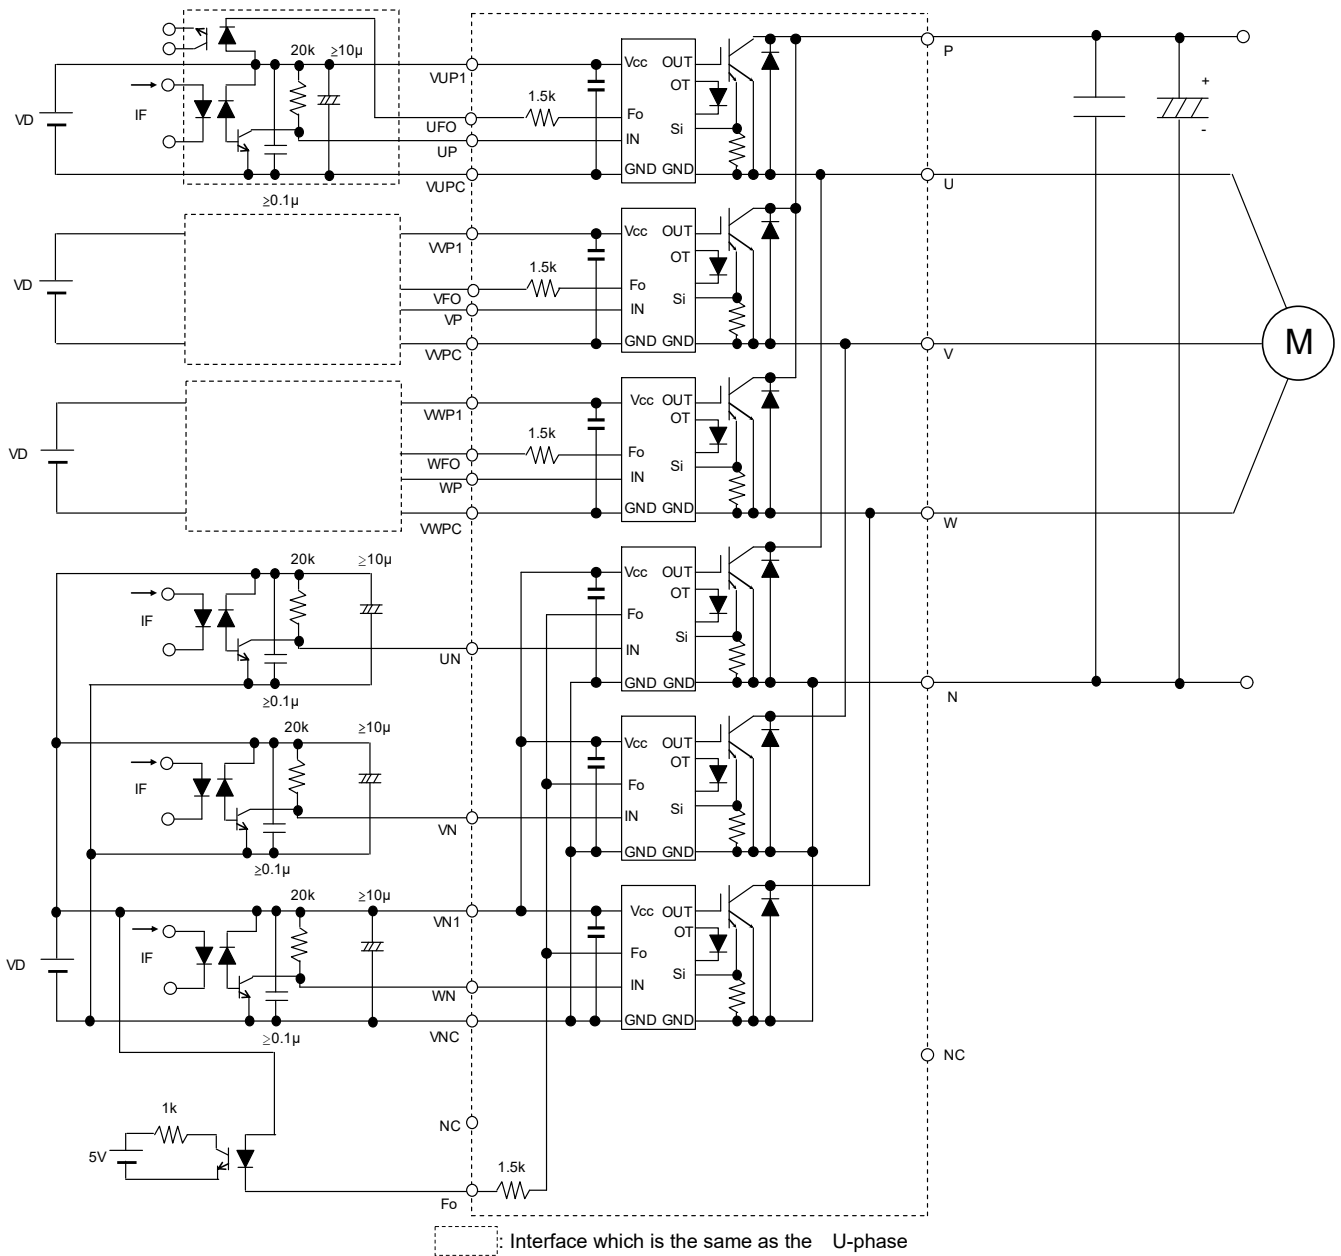 20k
≥10µ
VUP1
Vcc
OUT
P
OT
+
IF
1.5k
VD
Fo
UFO
Si
-
UP
IN
GND GND
VUPC
U
≥0.1µ
VVP1
Vcc
OUT
OT
1.5k
VD
Fo
VFO
Si
VP
IN
GND GND
VVPC
V
M
VWP1
Vcc
OUT
OT
1.5k
VD
Fo
WFO
Si
WP
IN
GND GND
VWPC
W
20k
≥10µ
Vcc
OUT
OT
IF
Fo
Si
UN
IN
GND GND
N
≥0.1µ
20k
≥10µ
Vcc
OUT
OT
IF
Fo
Si
VN
IN
GND GND
≥0.1µ
20k
≥10µ
VN1
Vcc
OUT
OT
IF
VD
Fo
Si
WN
IN
GND GND
VNC
≥0.1µ
NC
1k
NC
5V
1.5k
Fo
: Interface which is the same as the U-phase